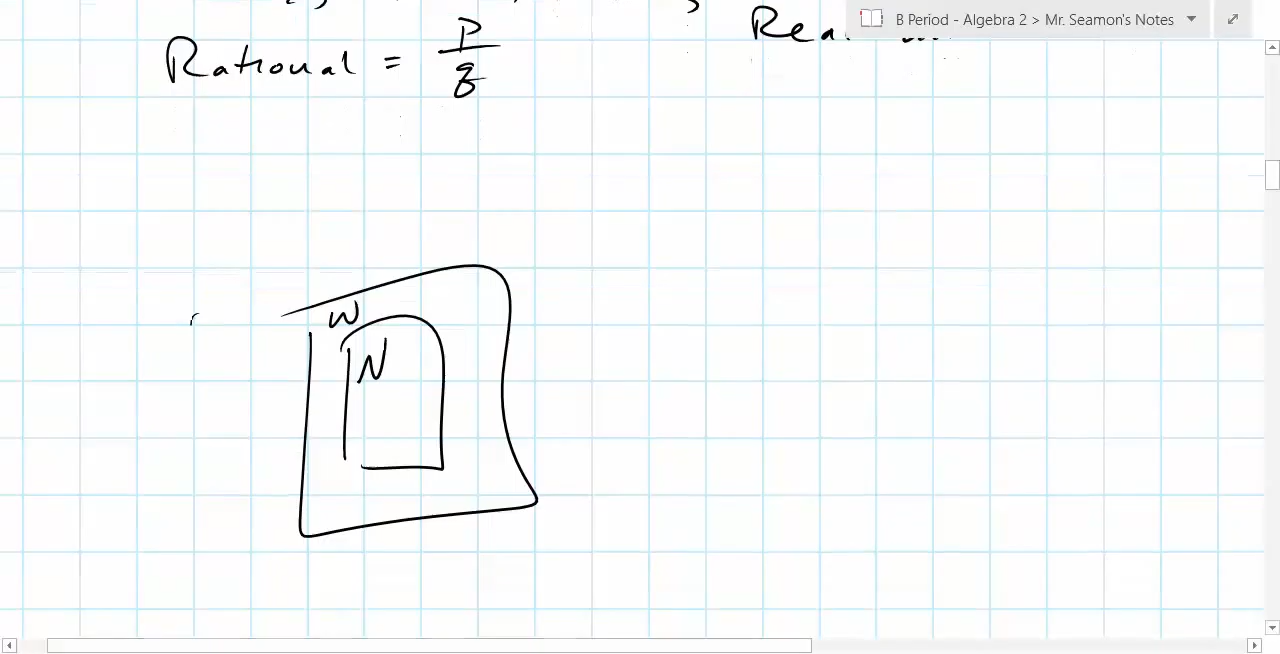 B Period - Algebra 2 > Mr. Seamon's Notes
Rational = P/q
W
N